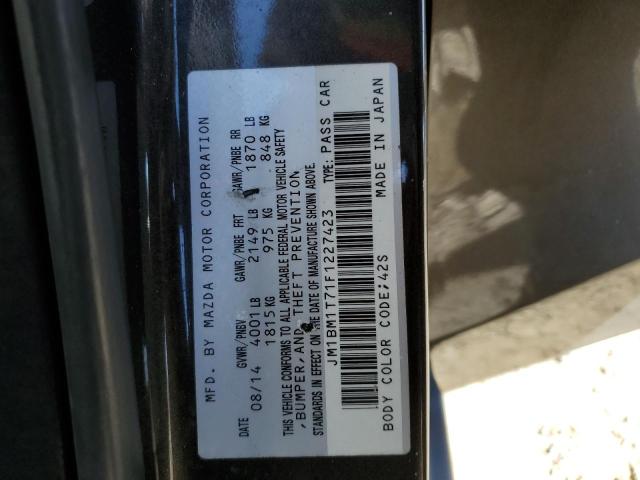 MFD. BY MAZDA MOTOR CORPORATION
DATE GVWR/PNBV GAWR/PNBE FRT GAWR/PNBE RR
08/14 4001 LB 2149 LB 1870 LB
1815 KG 975 KG 848 KG
THIS VEHICLE CONFORMS TO ALL APPLICABLE FEDERAL MOTOR VEHICLE SAFETY
,BUMPER,AND THEFT PREVENTION
STANDARDS IN EFFECT ON THE DATE OF MANUFACTURE SHOWN ABOVE.
JM1BM1T71F1227423 TYPE: PASS CAR
BODY COLOR CODE;42S MADE IN JAPAN